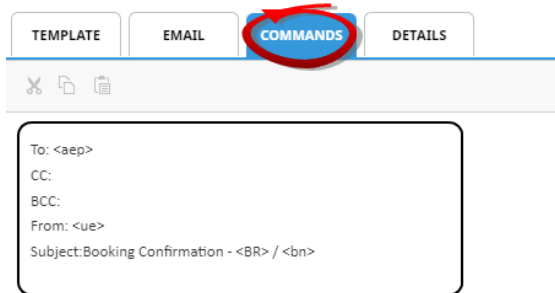 TEMPLATE EMAIL COMMANDS DETAILS
To: <aep>
CC:
BCC:
From: <ue>
Subject:Booking Confirmation - <BR> / <bn>